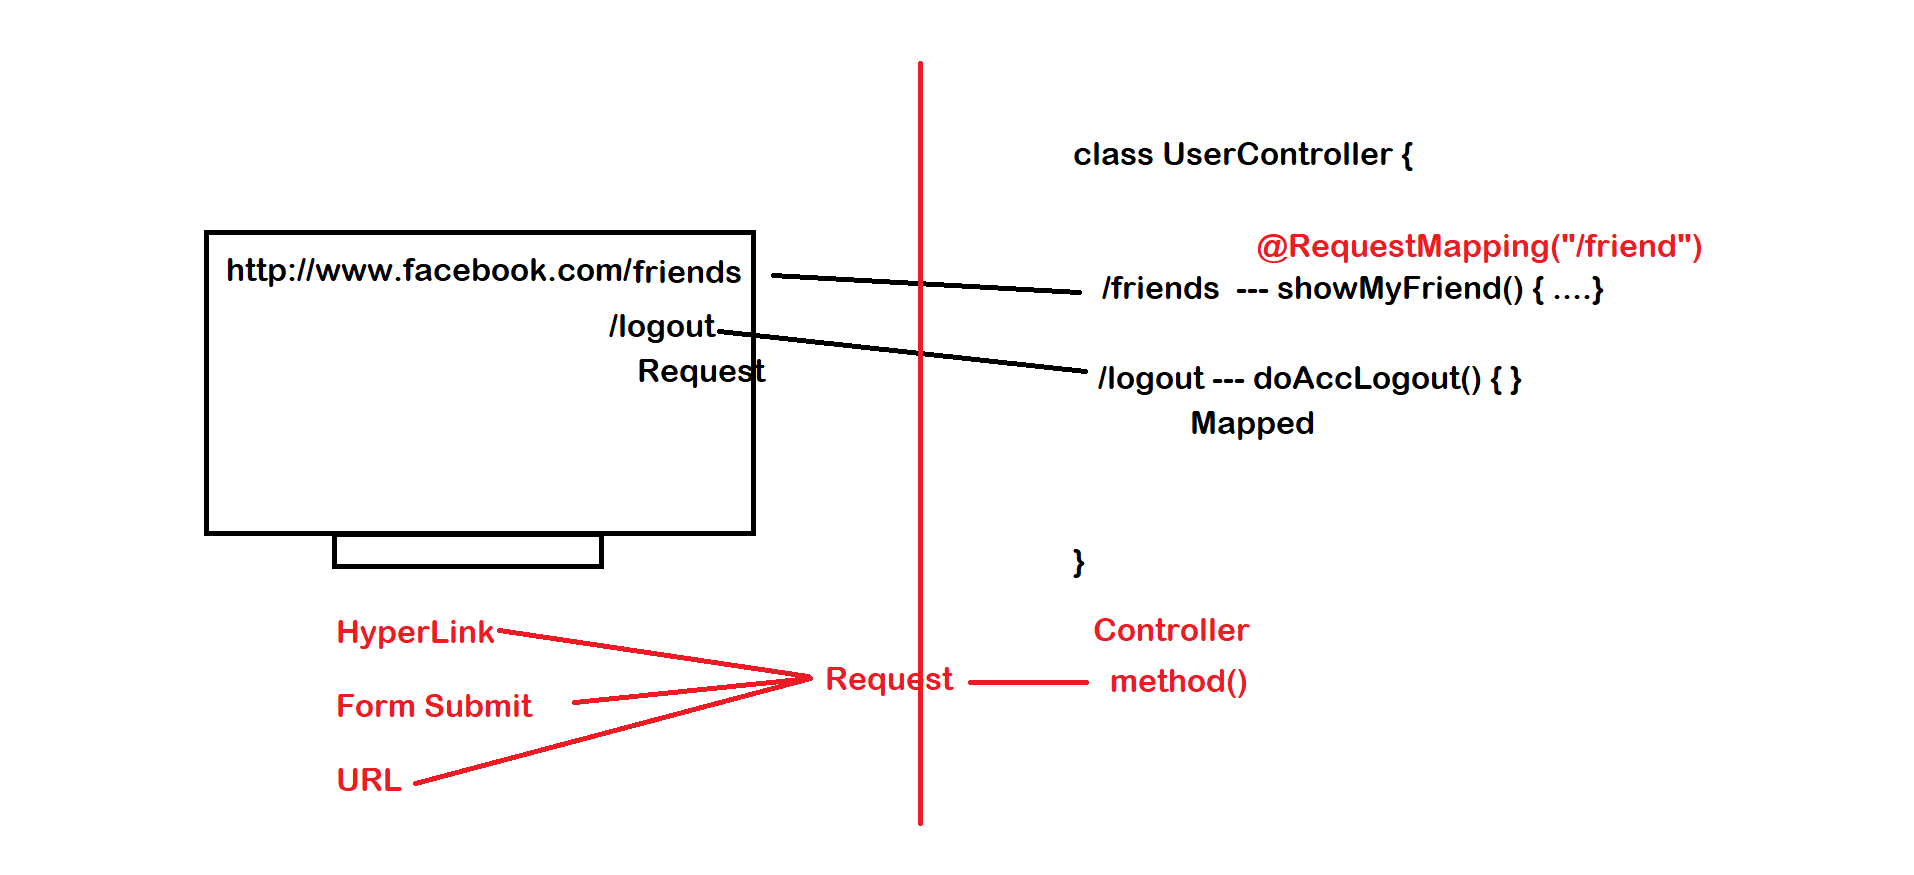 class UserController {
@RequestMapping("/friend")
http://www.facebook.com/friends
/friends --- showMyFriend() { ....}
/logout
/logout --- doAccLogout() { }
Request
Mapped
}
HyperLink
Controller
Request
method()
Form Submit
URL